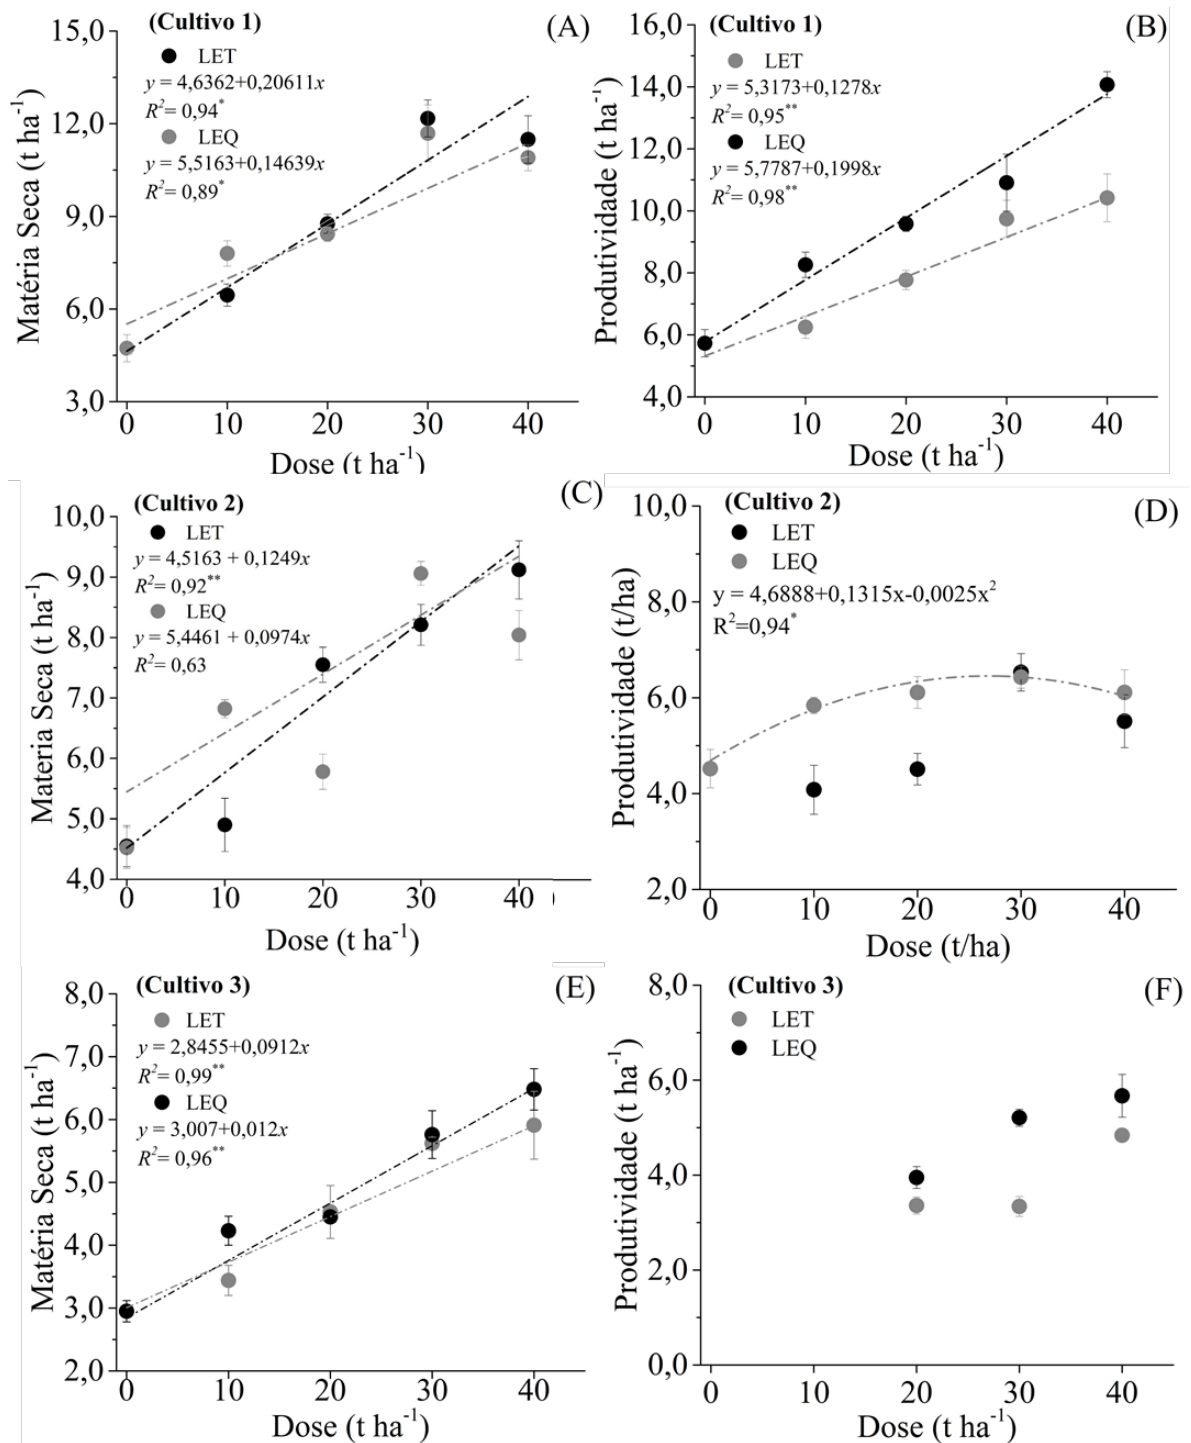 (Cultivo 1)
(A)
LET
y = 4,6362+0,20611x
R²= 0,94*
LEQ
y = 5,5163+0,14639x
R²= 0,89*
Matéria Seca (t ha⁻¹)
15,0
12,0
9,0
6,0
3,0
0 10 20 30 40
Dose (t ha⁻¹)
(Cultivo 1)
(B)
LET
y = 5,3173+0,1278x
R²= 0,95**
LEQ
y = 5,7787+0,1998x
R²= 0,98**
Produtividade (t ha⁻¹)
16,0
14,0
12,0
10,0
8,0
6,0
4,0
0 10 20 30 40
Dose (t ha⁻¹)
(Cultivo 2)
(C)
LET
y = 4,5163 + 0,1249x
R²= 0,92**
LEQ
y = 5,4461 + 0,0974x
R²= 0,63
Materia Seca (t ha⁻¹)
10,0
9,0
8,0
7,0
6,0
5,0
4,0
0 10 20 30 40
Dose (t ha⁻¹)
(Cultivo 2)
(D)
LET
LEQ
y = 4,6888+0,1315x-0,0025x²
R²=0,94*
Produtividade (t/ha)
10,0
8,0
6,0
4,0
2,0
0 10 20 30 40
Dose (t/ha)
(Cultivo 3)
(E)
LET
y = 2,8455+0,0912x
R²= 0,99**
LEQ
y = 3,007+0,012x
R²= 0,96**
Matéria Seca (t ha⁻¹)
8,0
7,0
6,0
5,0
4,0
3,0
2,0
0 10 20 30 40
Dose (t ha⁻¹)
(Cultivo 3)
(F)
LET
LEQ
Produtividade (t ha⁻¹)
8,0
6,0
4,0
2,0
0,0
0 10 20 30 40
Dose (t ha⁻¹)